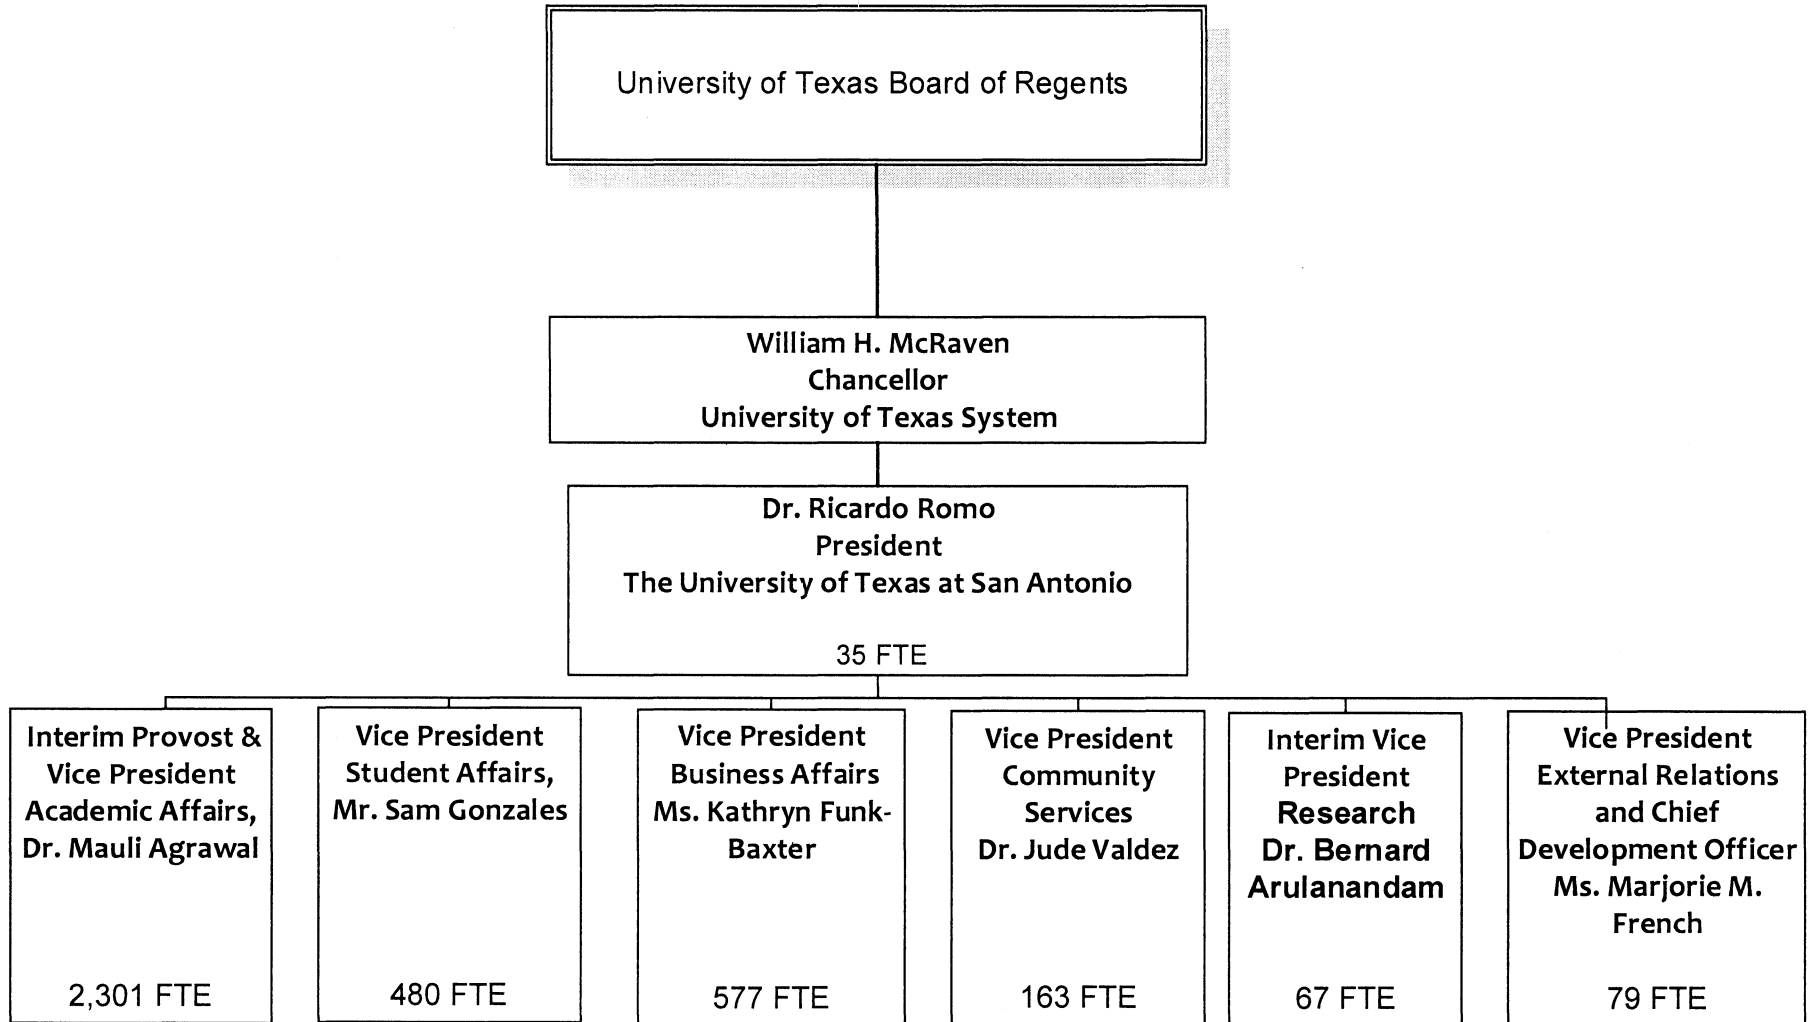 University of Texas Board of Regents
William H. McRaven
Chancellor
University of Texas System
Dr. Ricardo Romo
President
The University of Texas at San Antonio
35 FTE
Interim Provost &
Vice President
Academic Affairs,
Dr. Mauli Agrawal
2,301 FTE
Vice President
Student Affairs,
Mr. Sam Gonzales
480 FTE
Vice President
Business Affairs
Ms. Kathryn Funk-
Baxter
577 FTE
Vice President
Community
Services
Dr. Jude Valdez
163 FTE
Interim Vice
President
Research
Dr. Bernard
Arulanandam
67 FTE
Vice President
External Relations
and Chief
Development Officer
Ms. Marjorie M.
French
79 FTE